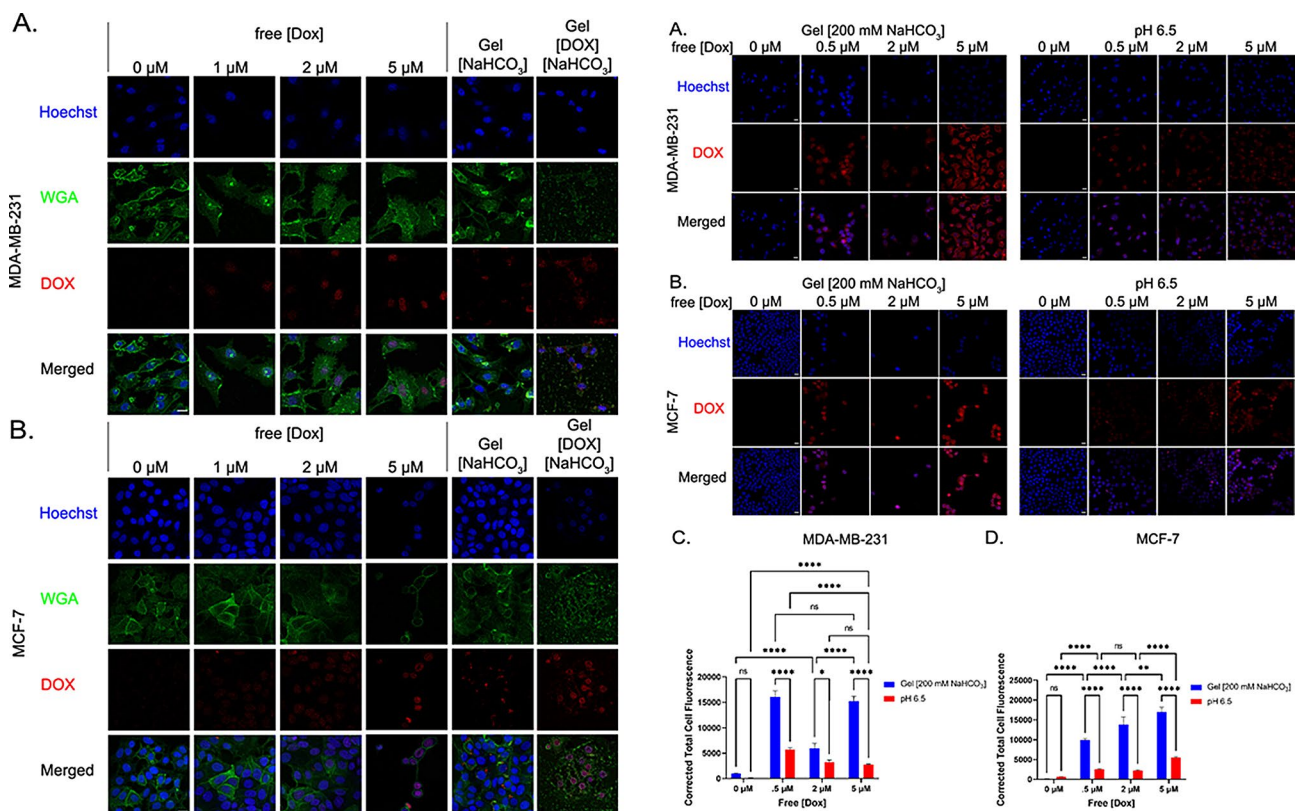 A.
free [Dox]
Gel [NaHCO₃]
Gel [DOX] [NaHCO₃]
0 µM 1 µM 2 µM 5 µM
MDA-MB-231
Hoechst
WGA
DOX
Merged
B.
free [Dox]
Gel [NaHCO₃]
Gel [DOX] [NaHCO₃]
0 µM 1 µM 2 µM 5 µM
MCF-7
Hoechst
WGA
DOX
Merged
A.
Gel [200 mM NaHCO₃] pH 6.5
free [Dox] 0 µM 0.5 µM 2 µM 5 µM 0 µM 0.5 µM 2 µM 5 µM
MDA-MB-231
Hoechst
DOX
Merged
B.
Gel [200 mM NaHCO₃] pH 6.5
free [Dox] 0 µM 0.5 µM 2 µM 5 µM 0 µM 0.5 µM 2 µM 5 µM
MCF-7
Hoechst
DOX
Merged
C. MDA-MB-231
****
****
ns
ns
**** ****
ns **** * ****
Corrected Total Cell Fluorescence
20000
15000
10000
5000
0
0 µM .5 µM 2 µM 5 µM
Free [Dox]
Gel [200 mM NaHCO₃]
pH 6.5
D. MCF-7
**** ns ****
**** **** **
ns **** **** ****
Corrected Total Cell Fluorescence
25000
20000
15000
10000
5000
0
0 µM .5 µM 2 µM 5 µM
Free [Dox]
Gel [200 mM NaHCO₃]
pH 6.5